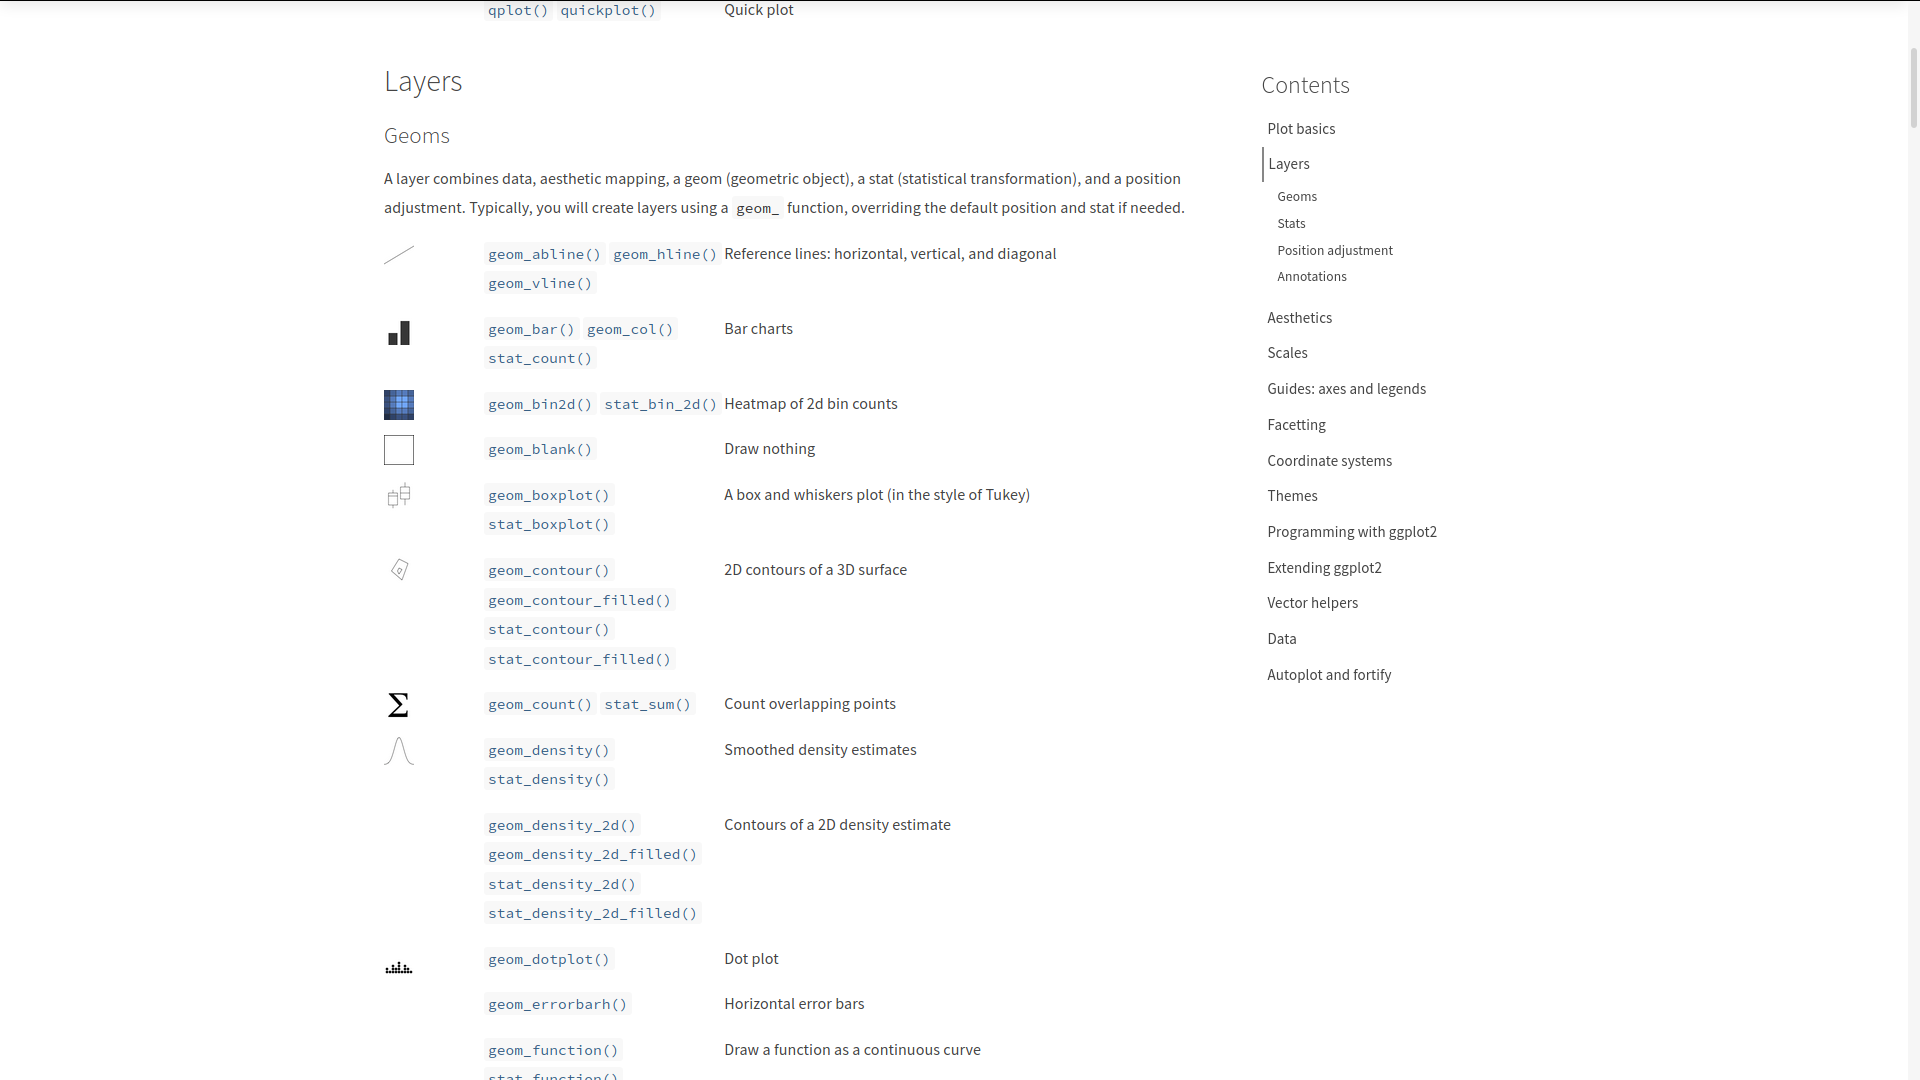 qplot() quickplot() Quick plot
Layers
Geoms
A layer combines data, aesthetic mapping, a geom (geometric object), a stat (statistical transformation), and a position
adjustment. Typically, you will create layers using a geom_ function, overriding the default position and stat if needed.
geom_abline() geom_hline() Reference lines: horizontal, vertical, and diagonal
geom_vline()
geom_bar() geom_col() Bar charts
stat_count()
geom_bin2d() stat_bin_2d() Heatmap of 2d bin counts
geom_blank() Draw nothing
geom_boxplot() A box and whiskers plot (in the style of Tukey)
stat_boxplot()
geom_contour() 2D contours of a 3D surface
geom_contour_filled()
stat_contour()
stat_contour_filled()
Σ geom_count() stat_sum() Count overlapping points
geom_density() Smoothed density estimates
stat_density()
geom_density_2d() Contours of a 2D density estimate
geom_density_2d_filled()
stat_density_2d()
stat_density_2d_filled()
geom_dotplot() Dot plot
geom_errorbarh() Horizontal error bars
geom_function() Draw a function as a continuous curve
stat_function()
Contents
Plot basics
Layers
Geoms
Stats
Position adjustment
Annotations
Aesthetics
Scales
Guides: axes and legends
Facetting
Coordinate systems
Themes
Programming with ggplot2
Extending ggplot2
Vector helpers
Data
Autoplot and fortify